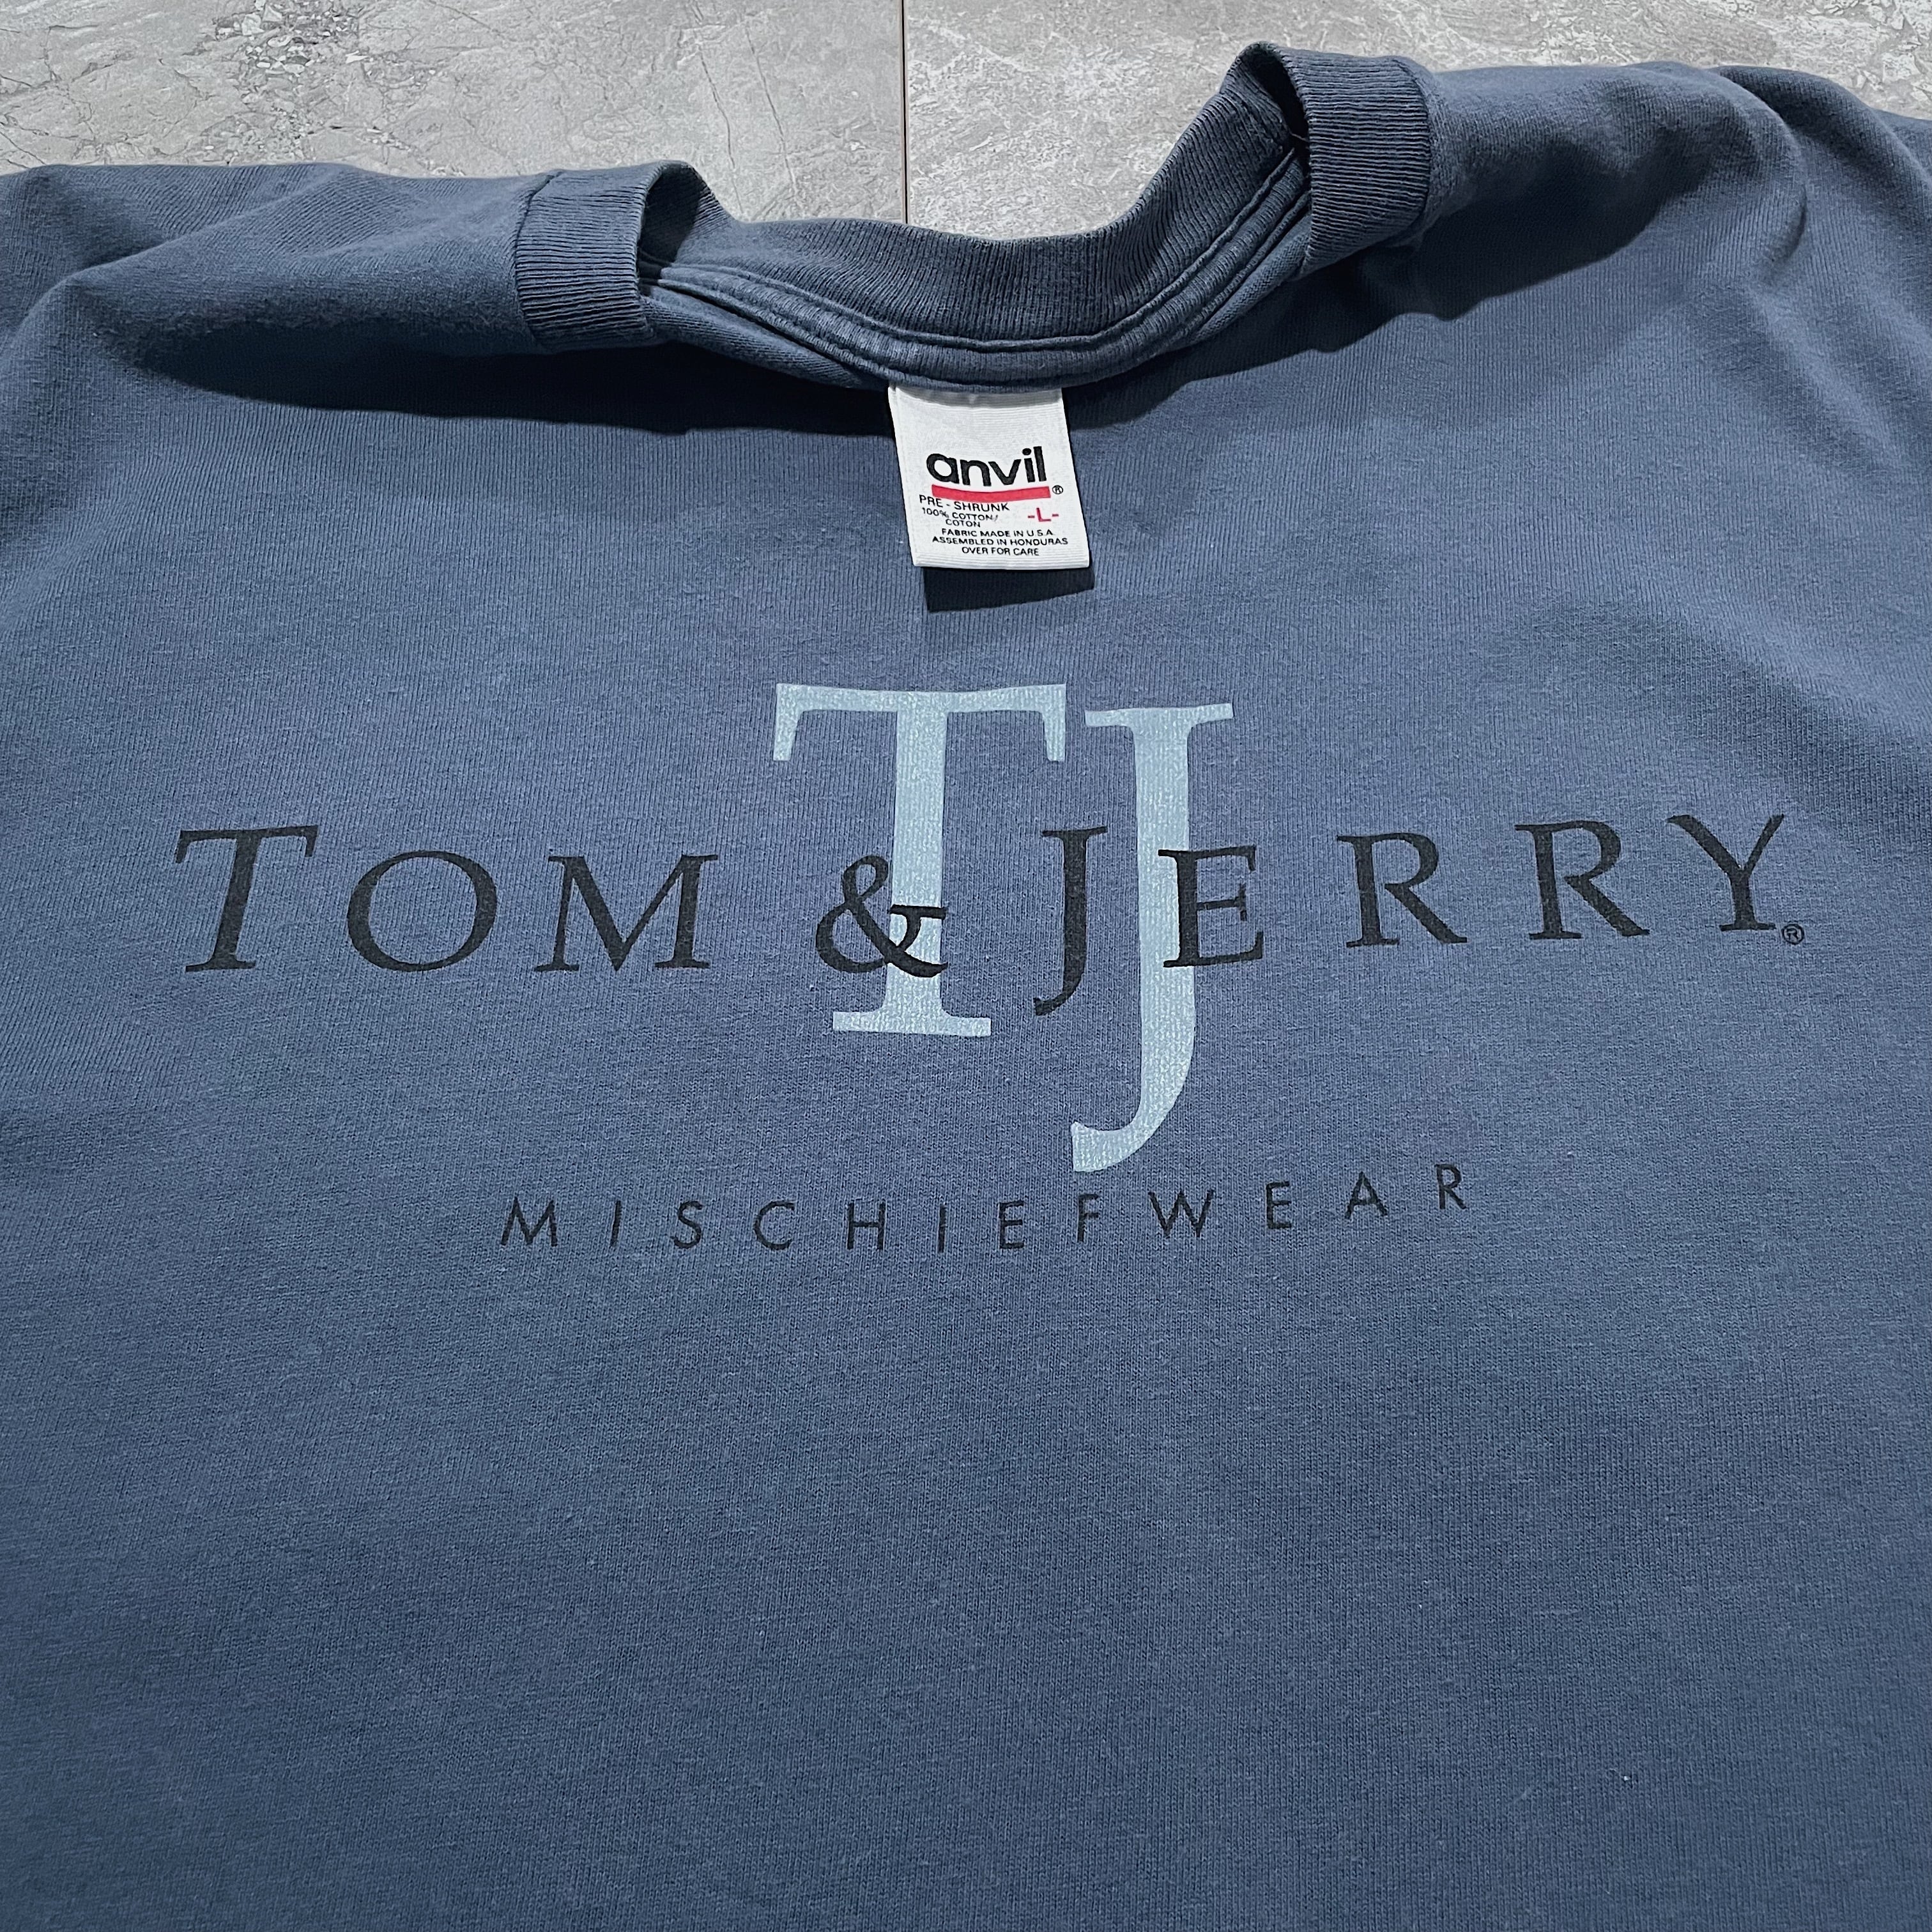 anvil®
PRE - SHRUNK
100% COTTON/
COTON
-L-
FABRIC MADE IN U.S.A
ASSEMBLED IN HONDURAS
OVER FOR CARE
TJ
TOM & JERRY®
MISCHIEFWEAR